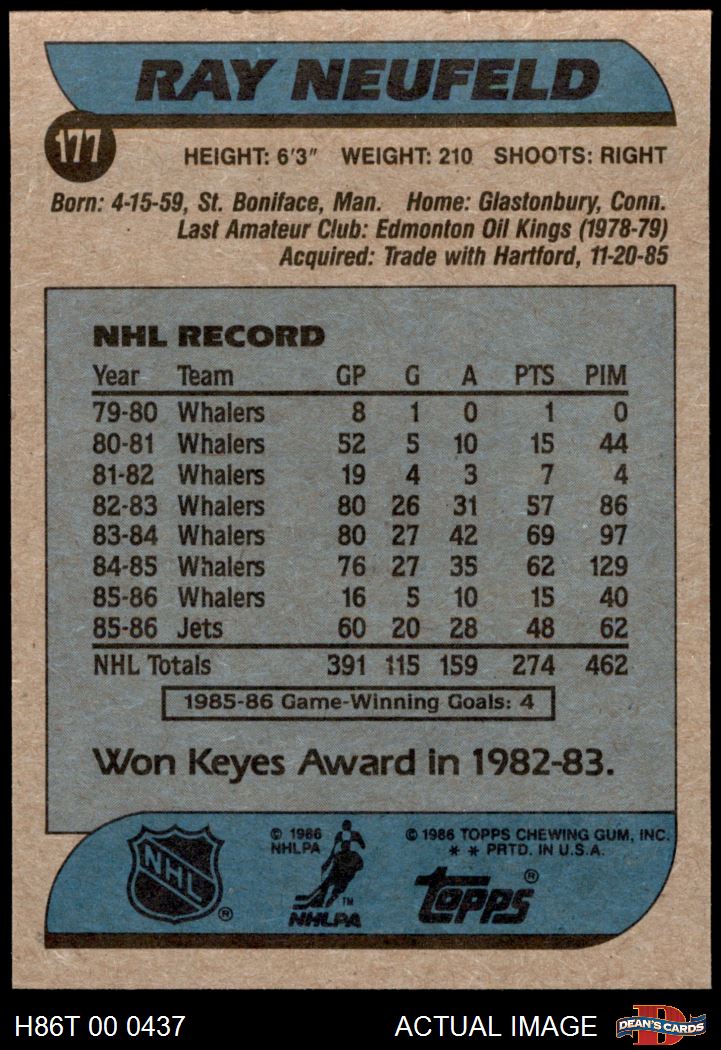 RAY NEUFELD
177
HEIGHT: 6'3" WEIGHT: 210 SHOOTS: RIGHT
Born: 4-15-59, St. Boniface, Man. Home: Glastonbury, Conn.
Last Amateur Club: Edmonton Oil Kings (1978-79)
Acquired: Trade with Hartford, 11-20-85
NHL RECORD
Year Team GP G A PTS PIM
79-80 Whalers 8 1 0 1 0
80-81 Whalers 52 5 10 15 44
81-82 Whalers 19 4 3 7 4
82-83 Whalers 80 26 31 57 86
83-84 Whalers 80 27 42 69 97
84-85 Whalers 76 27 35 62 129
85-86 Whalers 16 5 10 15 40
85-86 Jets 60 20 28 48 62
NHL Totals 391 115 159 274 462
1985-86 Game-Winning Goals: 4
Won Keyes Award in 1982-83.
NHL ®
© 1986
NHLPA
TM
NHLPA
© 1986 TOPPS CHEWING GUM, INC.
* * PRTD. IN U.S.A.
topps ®
H86T 00 0437 ACTUAL IMAGE
D
DEAN'S CARDS